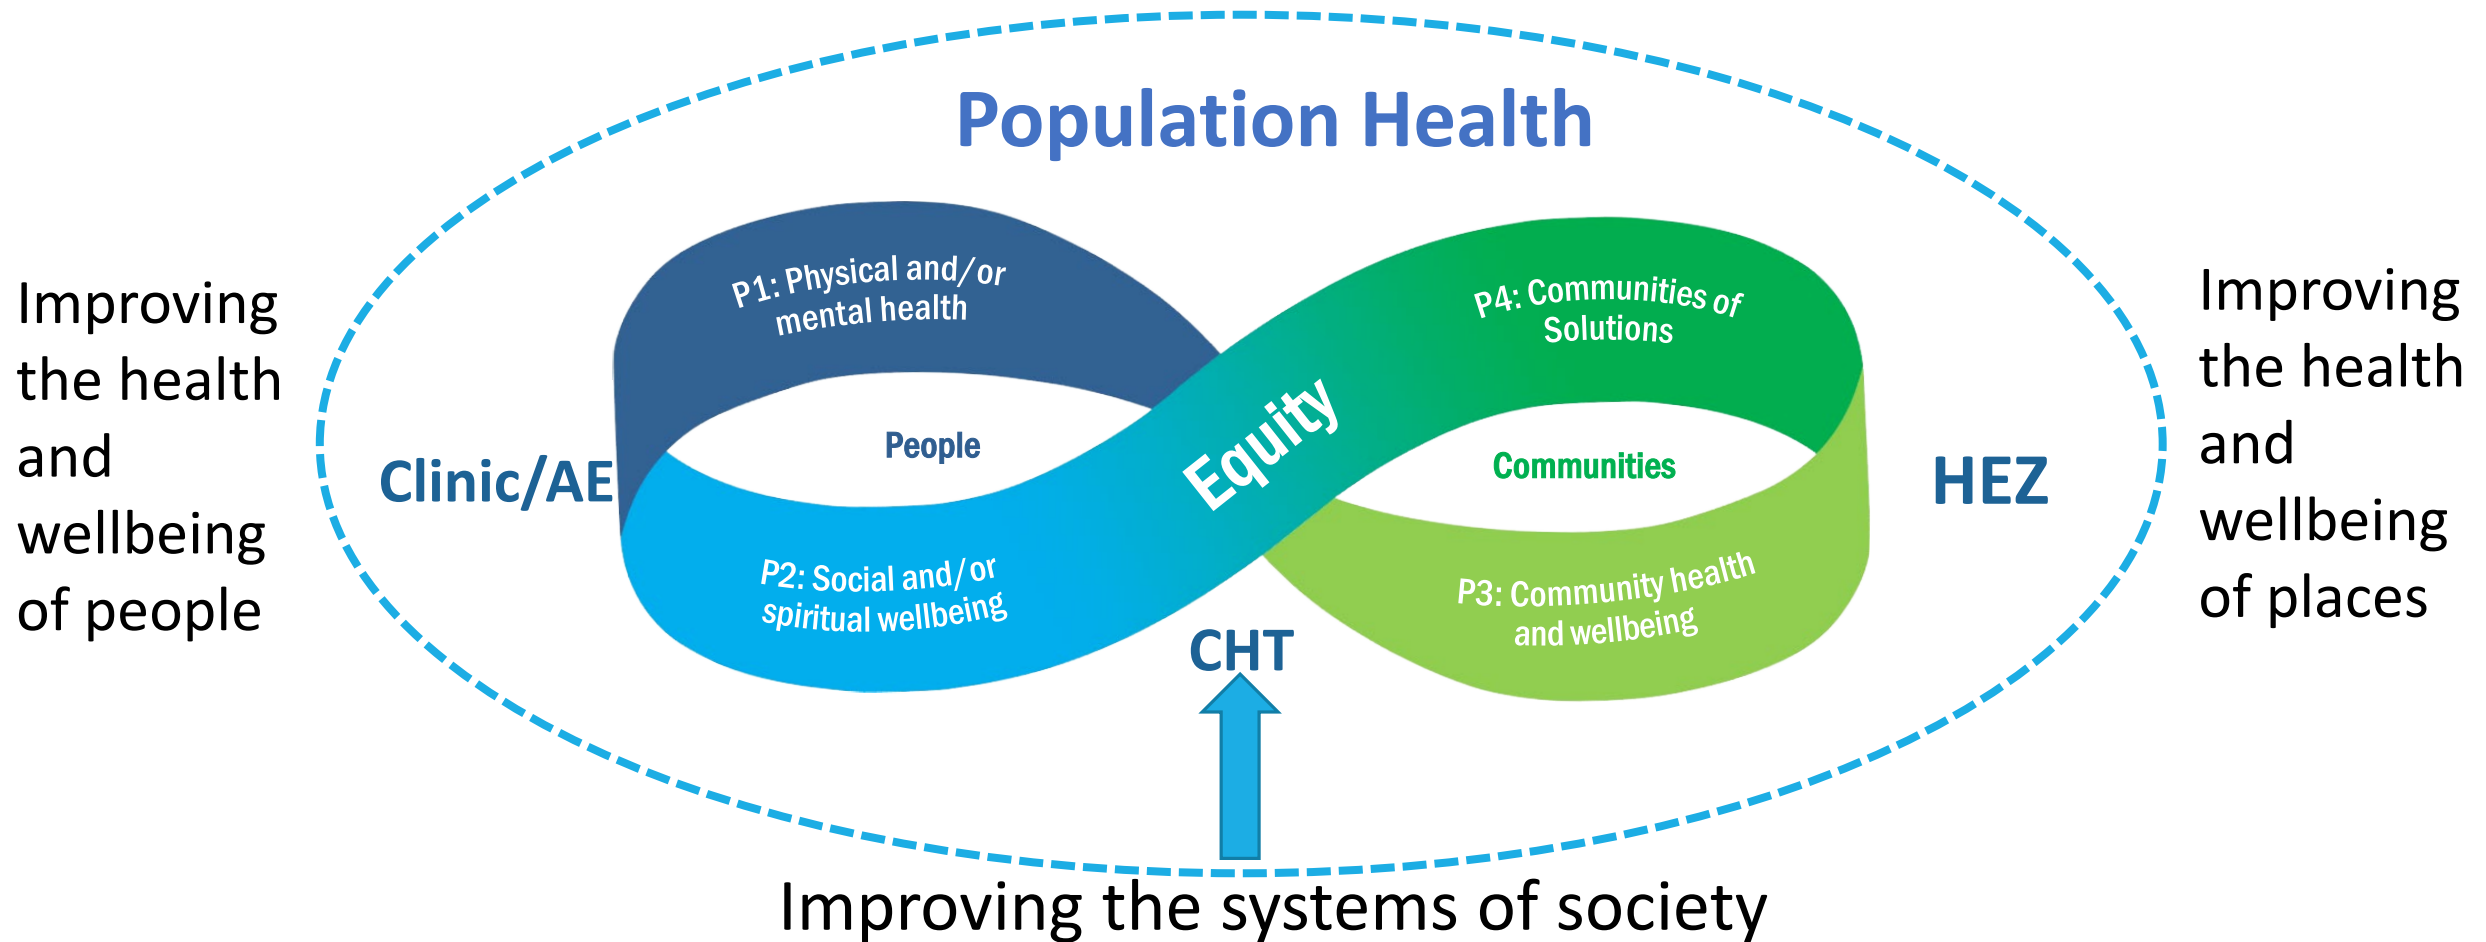 Population Health
Improving
the health
and
wellbeing
of people
Clinic/AE
P1: Physical and/or
mental health
People
P2: Social and/or
spiritual wellbeing
Equity
P4: Communities of
Solutions
Communities
P3: Community health
and wellbeing
HEZ
Improving
the health
and
wellbeing
of places
CHT
Improving the systems of society